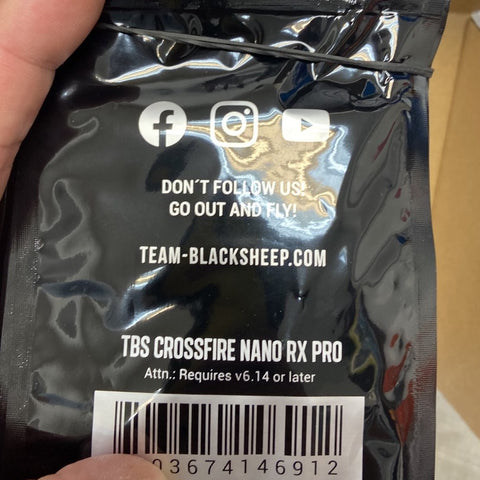 DON´T FOLLOW US!
GO OUT AND FLY!
TEAM-BLACKSHEEP.COM
TBS CROSSFIRE NANO RX PRO
Attn.: Requires v6.14 or later
03674146912